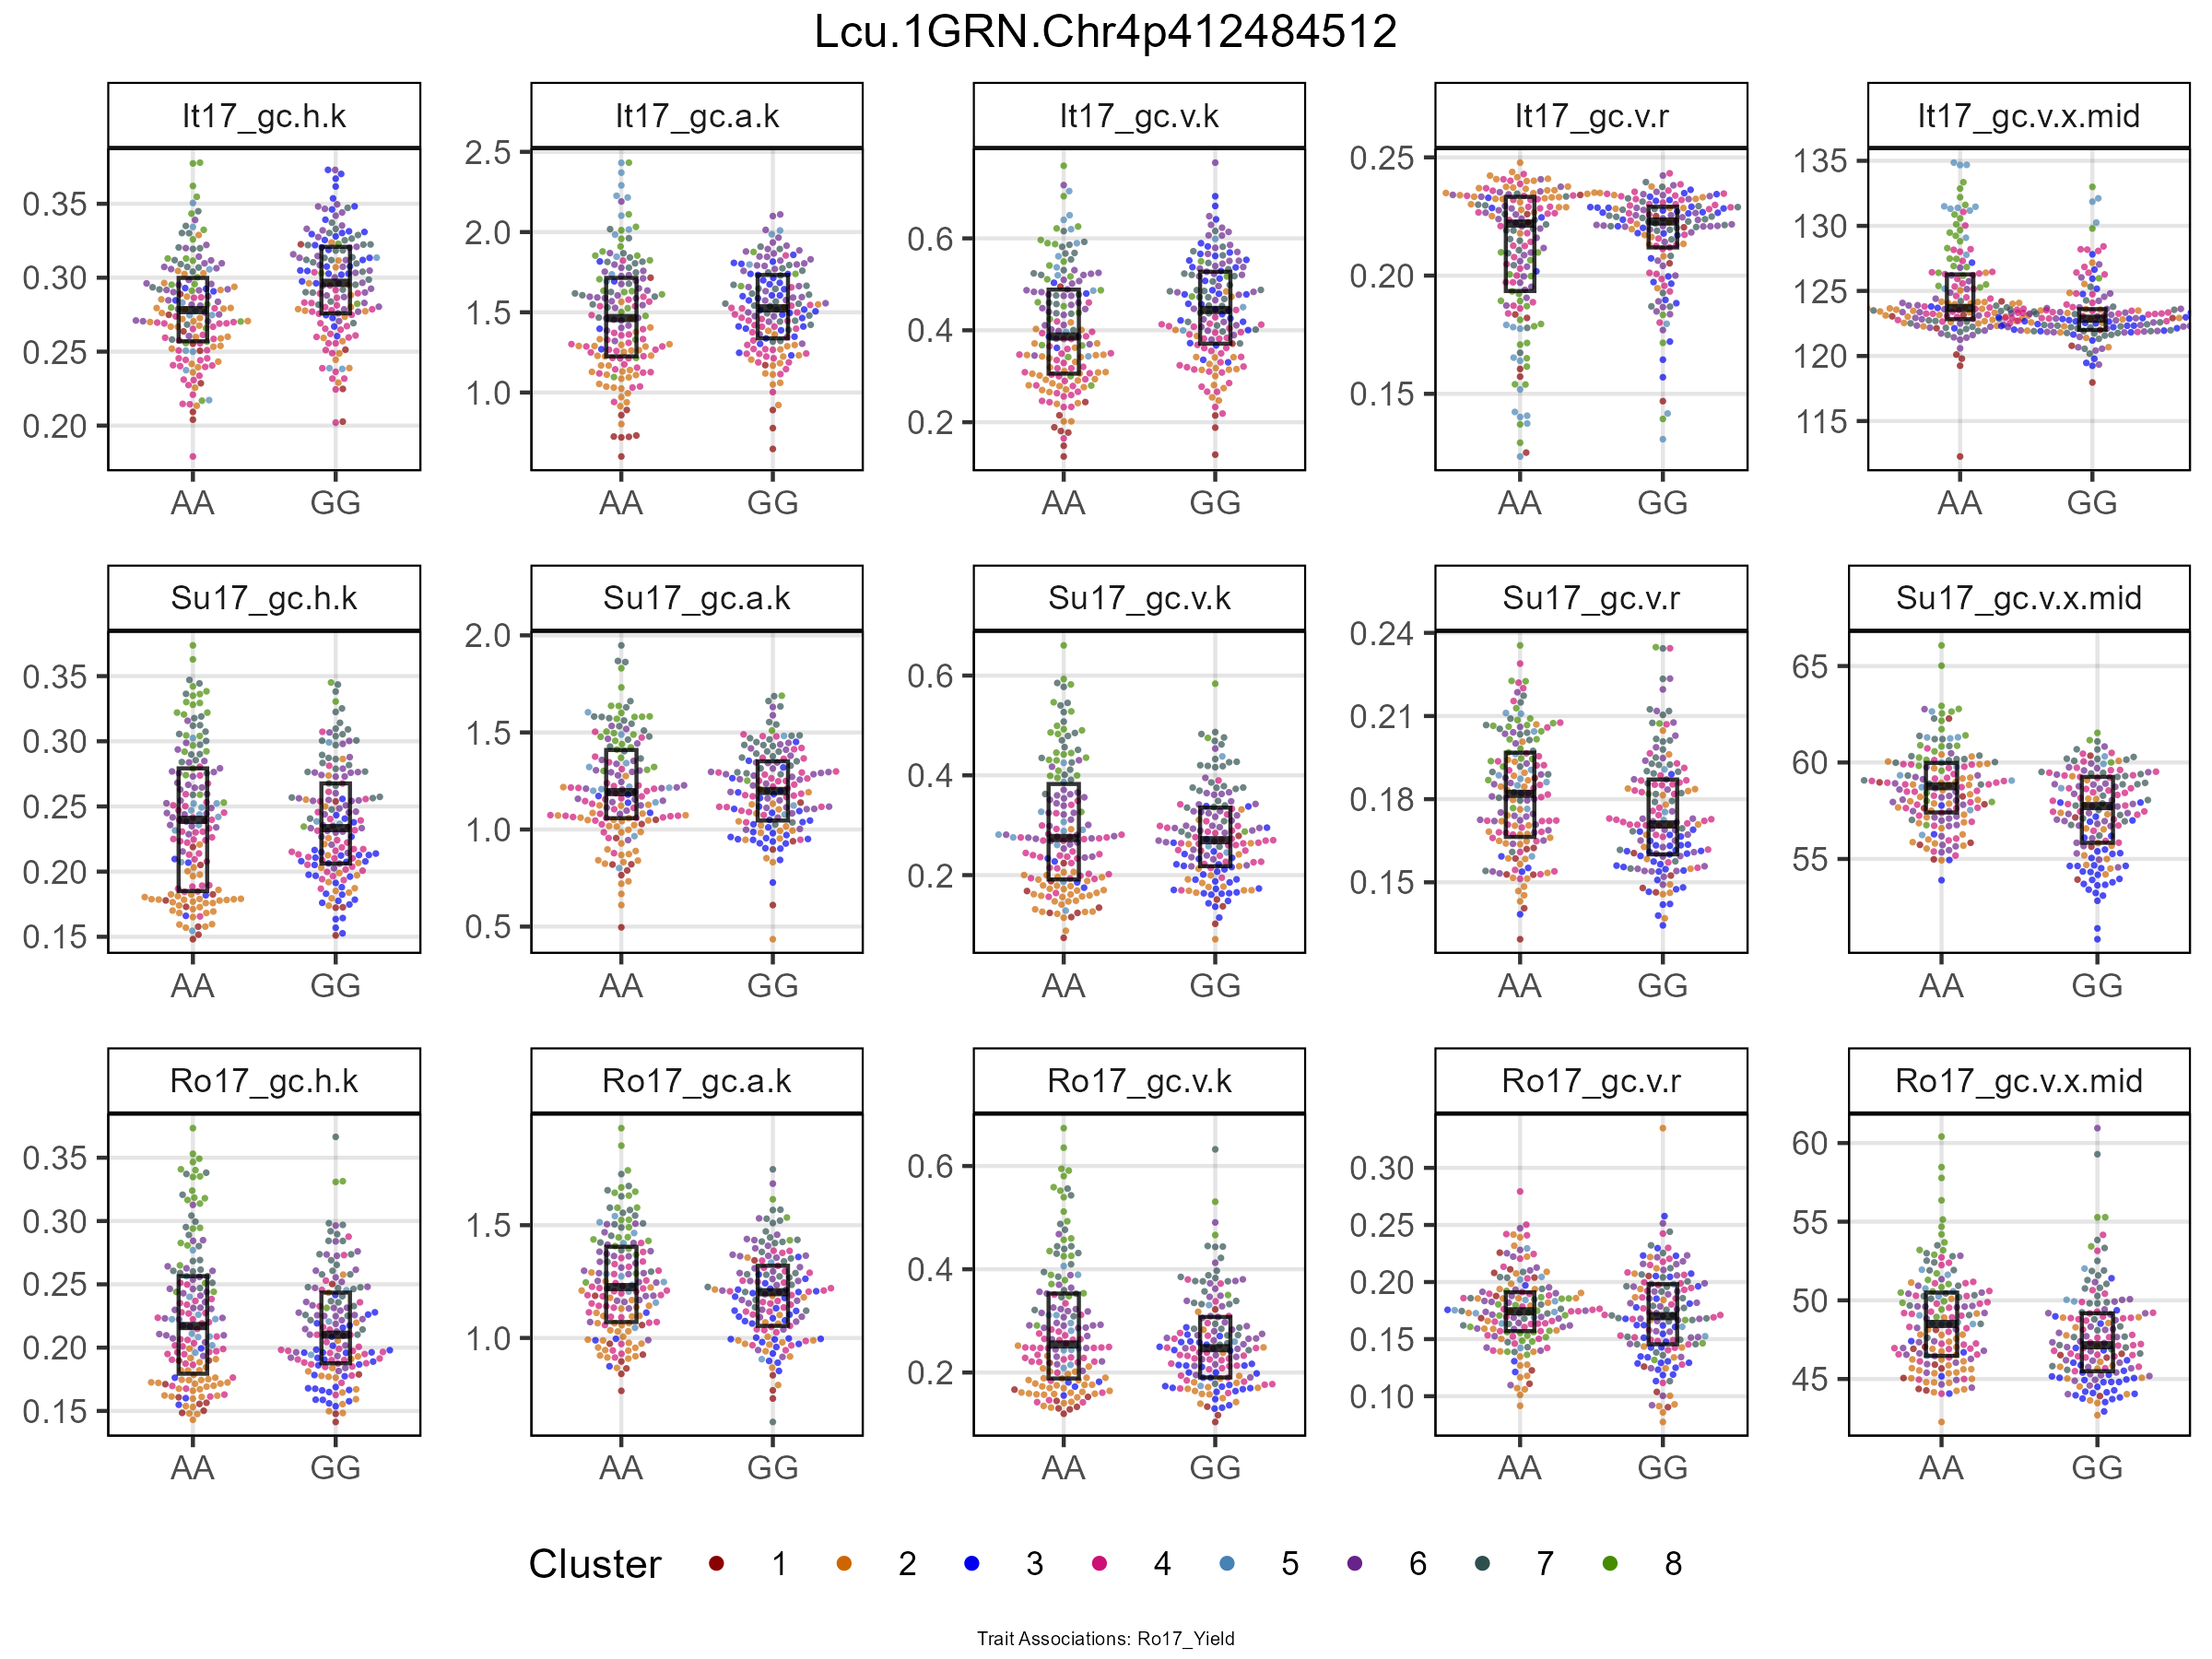 Lcu.1GRN.Chr4p412484512
It17_gc.h.k It17_gc.a.k It17_gc.v.k It17_gc.v.r It17_gc.v.x.mid
0.35 0.30 0.25 0.20
2.5 2.0 1.5 1.0
0.6 0.4 0.2
0.25 0.20 0.15
135 130 125 120 115
AA GG AA GG AA GG AA GG AA GG
Su17_gc.h.k Su17_gc.a.k Su17_gc.v.k Su17_gc.v.r Su17_gc.v.x.mid
0.35 0.30 0.25 0.20 0.15
2.0 1.5 1.0 0.5
0.6 0.4 0.2
0.24 0.21 0.18 0.15
65 60 55
AA GG AA GG AA GG AA GG AA GG
Ro17_gc.h.k Ro17_gc.a.k Ro17_gc.v.k Ro17_gc.v.r Ro17_gc.v.x.mid
0.35 0.30 0.25 0.20 0.15
1.5 1.0
0.6 0.4 0.2
0.30 0.25 0.20 0.15 0.10
60 55 50 45
AA GG AA GG AA GG AA GG AA GG
Cluster 1 2 3 4 5 6 7 8
Trait Associations: Ro17_Yield